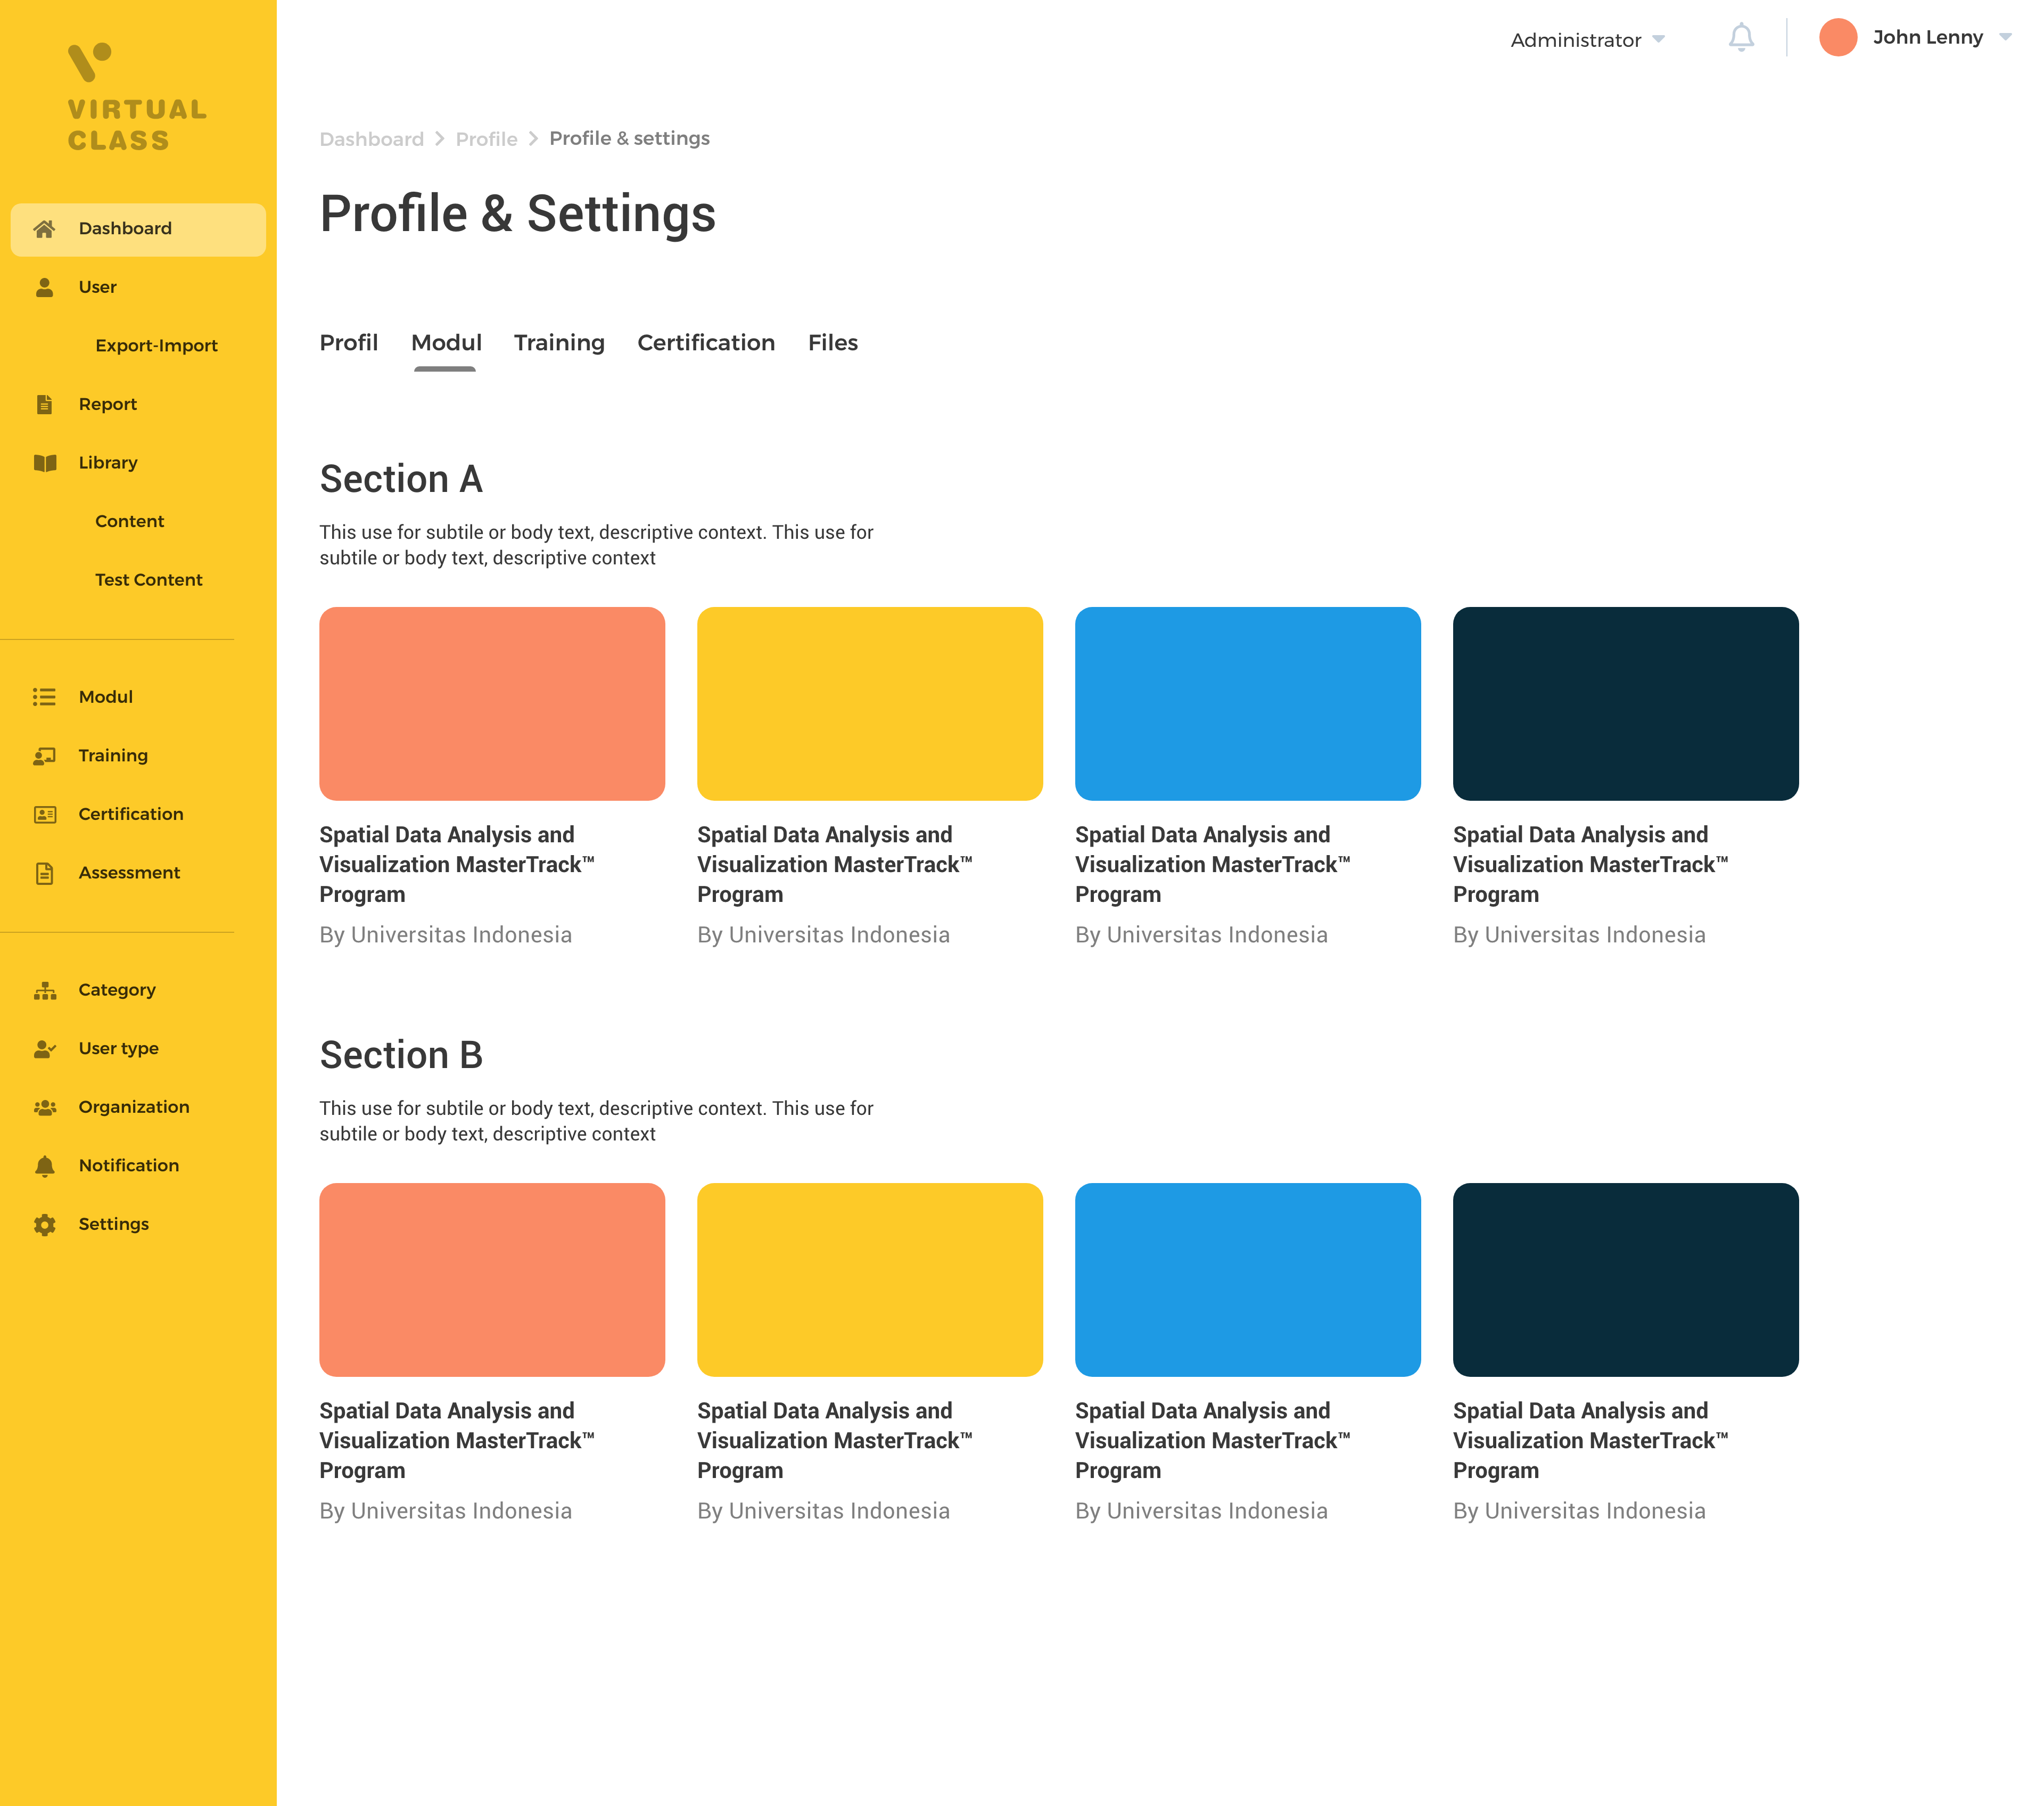 VIRTUAL
CLASS
Dashboard
User
Export-Import
Report
Library
Content
Test Content
Modul
Training
Certification
Assessment
Category
User type
Organization
Notification
Settings
Administrator
John Lenny
Dashboard Profile Profile & settings
Profile & Settings
Profil Modul Training Certification Files
Section A
This use for subtile or body text, descriptive context. This use for
subtile or body text, descriptive context
Spatial Data Analysis and
Visualization MasterTrack™
Program
By Universitas Indonesia
Spatial Data Analysis and
Visualization MasterTrack™
Program
By Universitas Indonesia
Spatial Data Analysis and
Visualization MasterTrack™
Program
By Universitas Indonesia
Spatial Data Analysis and
Visualization MasterTrack™
Program
By Universitas Indonesia
Section B
This use for subtile or body text, descriptive context. This use for
subtile or body text, descriptive context
Spatial Data Analysis and
Visualization MasterTrack™
Program
By Universitas Indonesia
Spatial Data Analysis and
Visualization MasterTrack™
Program
By Universitas Indonesia
Spatial Data Analysis and
Visualization MasterTrack™
Program
By Universitas Indonesia
Spatial Data Analysis and
Visualization MasterTrack™
Program
By Universitas Indonesia